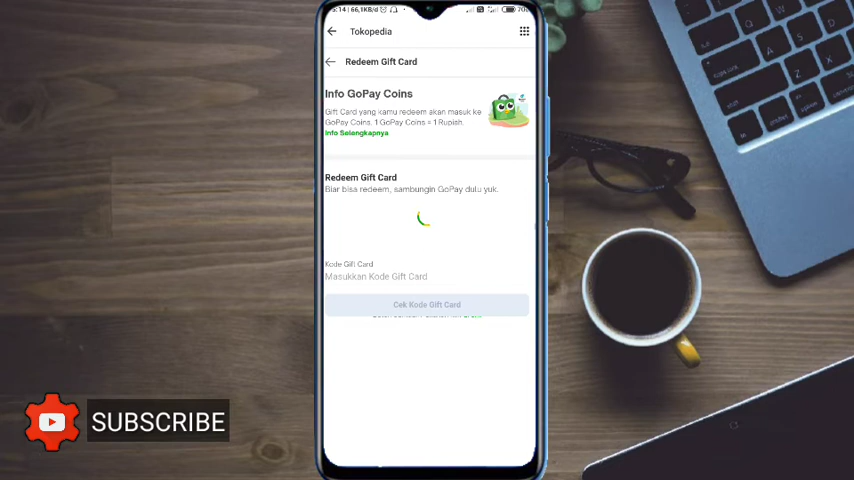 Tokopedia
Redeem Gift Card
Info GoPay Coins
Gift Card yang kamu redeem akan masuk ke
GoPay Coins. 1 GoPay Coins = 1 Rupiah.
Info Selengkapnya
Redeem Gift Card
Biar bisa redeem, sambungin GoPay dulu yuk.
Kode Gift Card
Masukkan Kode Gift Card
Cek Kode Gift Card
SUBSCRIBE